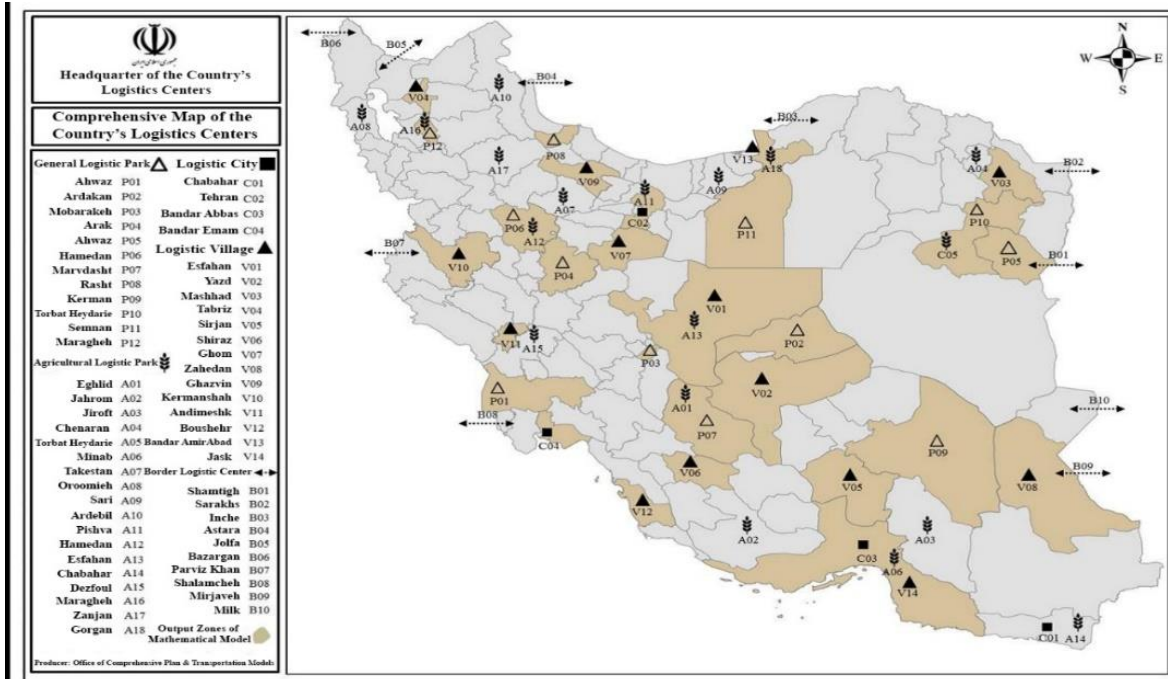 Headquarter of the Country's
Logistics Centers
Comprehensive Map of the
Country's Logistics Centers
General Logistic Park
Ahwaz P01
Ardakan P02
Mobarakeh P03
Arak P04
Ahwaz P05
Hamedan P06
Marvdasht P07
Rasht P08
Kerman P09
Torbat Heydarie P10
Semnan P11
Maragheh P12
Agricultural Logistic Park
Eghlid A01
Jahrom A02
Jiroft A03
Chenaran A04
Torbat Heydarie A05
Minab A06
Takestan A07
Oroomieh A08
Sari A09
Ardebil A10
Pishva A11
Hamedan A12
Esfahan A13
Chabahar A14
Dezfoul A15
Maragheh A16
Zanjan A17
Gorgan A18
Logistic City
Chabahar C01
Tehran C02
Bandar Abbas C03
Bandar Emam C04
Logistic Village
Esfahan V01
Yazd V02
Mashhad V03
Tabriz V04
Sirjan V05
Shiraz V06
Ghom V07
Zahedan V08
Ghazvin V09
Kermanshah V10
Andimeshk V11
Boushehr V12
Bandar AmirAbad V13
Jask V14
Border Logistic Center
Shamtigh B01
Sarakhs B02
Inche B03
Astara B04
Jolfa B05
Bazargan B06
Parviz Khan B07
Shalamcheh B08
Mirjaveh B09
Milk B10
Output Zones of
Mathematical Model
Producer: Office of Comprehensive Plan & Transportation Models
N
W E
S
B06
B05
B04
V04
A10
A08
A16
P12
P08
B03
V13
A18
A17
V09
A09
A04
V03
B02
A07
A11
C02
P10
P06
A12
P11
C05
P05
B01
B07
V10
V07
P04
V01
A13
P02
V11
A15
P03
V02
P01
A01
B10
B08
C04
P07
P09
V06
V05
V08
B09
V12
A02
A03
C03
A06
V14
C01
A14